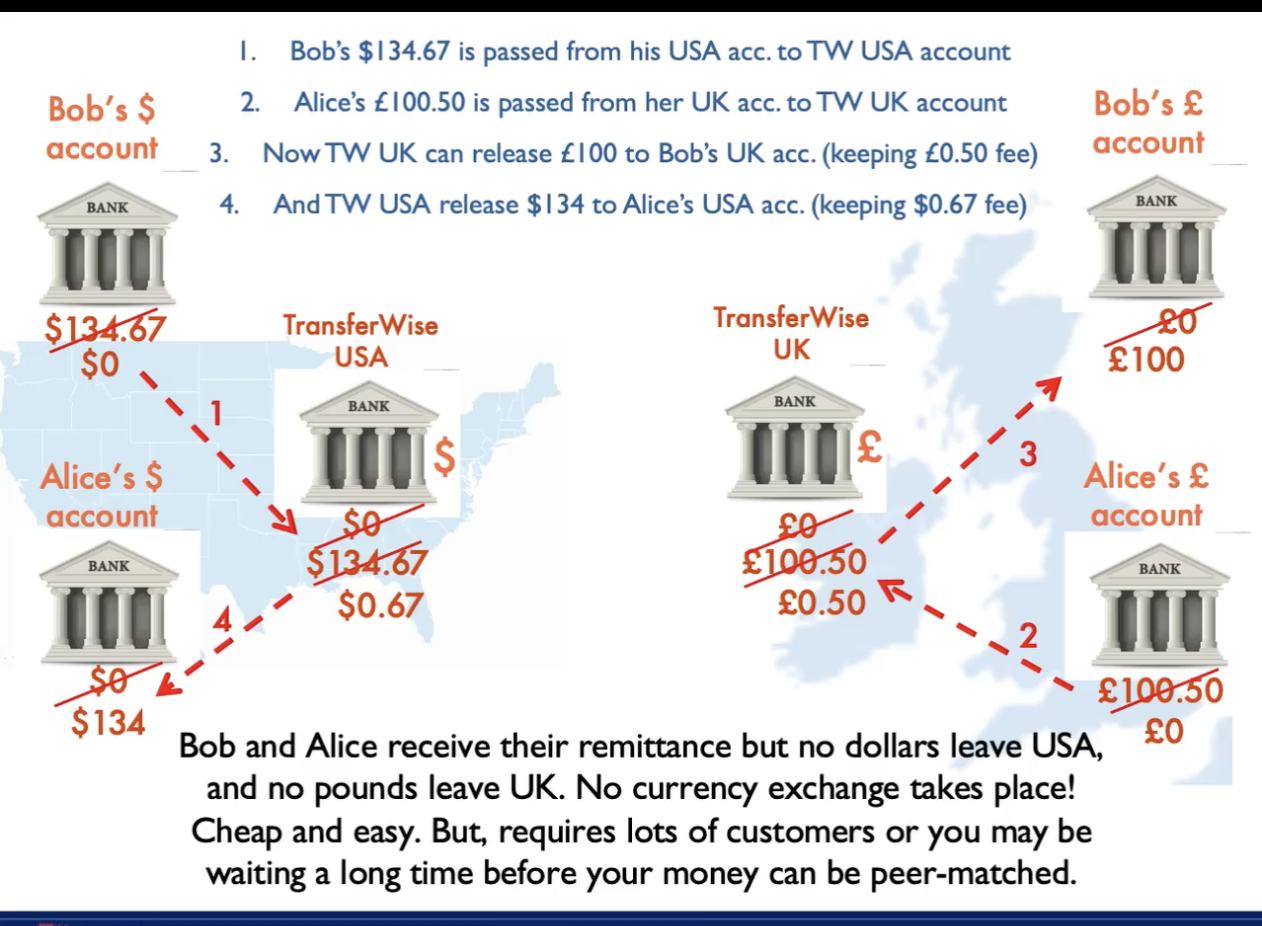 1. Bob's $134.67 is passed from his USA acc. to TW USA account
2. Alice's £100.50 is passed from her UK acc. to TW UK account
3. Now TW UK can release £100 to Bob's UK acc. (keeping £0.50 fee)
4. And TW USA release $134 to Alice's USA acc. (keeping $0.67 fee)
Bob's $
account
BANK
$134.67
$0
1
TransferWise
USA
BANK
$
$0
$134.67
$0.67
4
Alice's $
account
BANK
$0
$134
TransferWise
UK
BANK
£
£0
£100.50
£0.50
3
Bob's £
account
BANK
£0
£100
2
Alice's £
account
BANK
£100.50
£0
Bob and Alice receive their remittance but no dollars leave USA,
and no pounds leave UK. No currency exchange takes place!
Cheap and easy. But, requires lots of customers or you may be
waiting a long time before your money can be peer-matched.